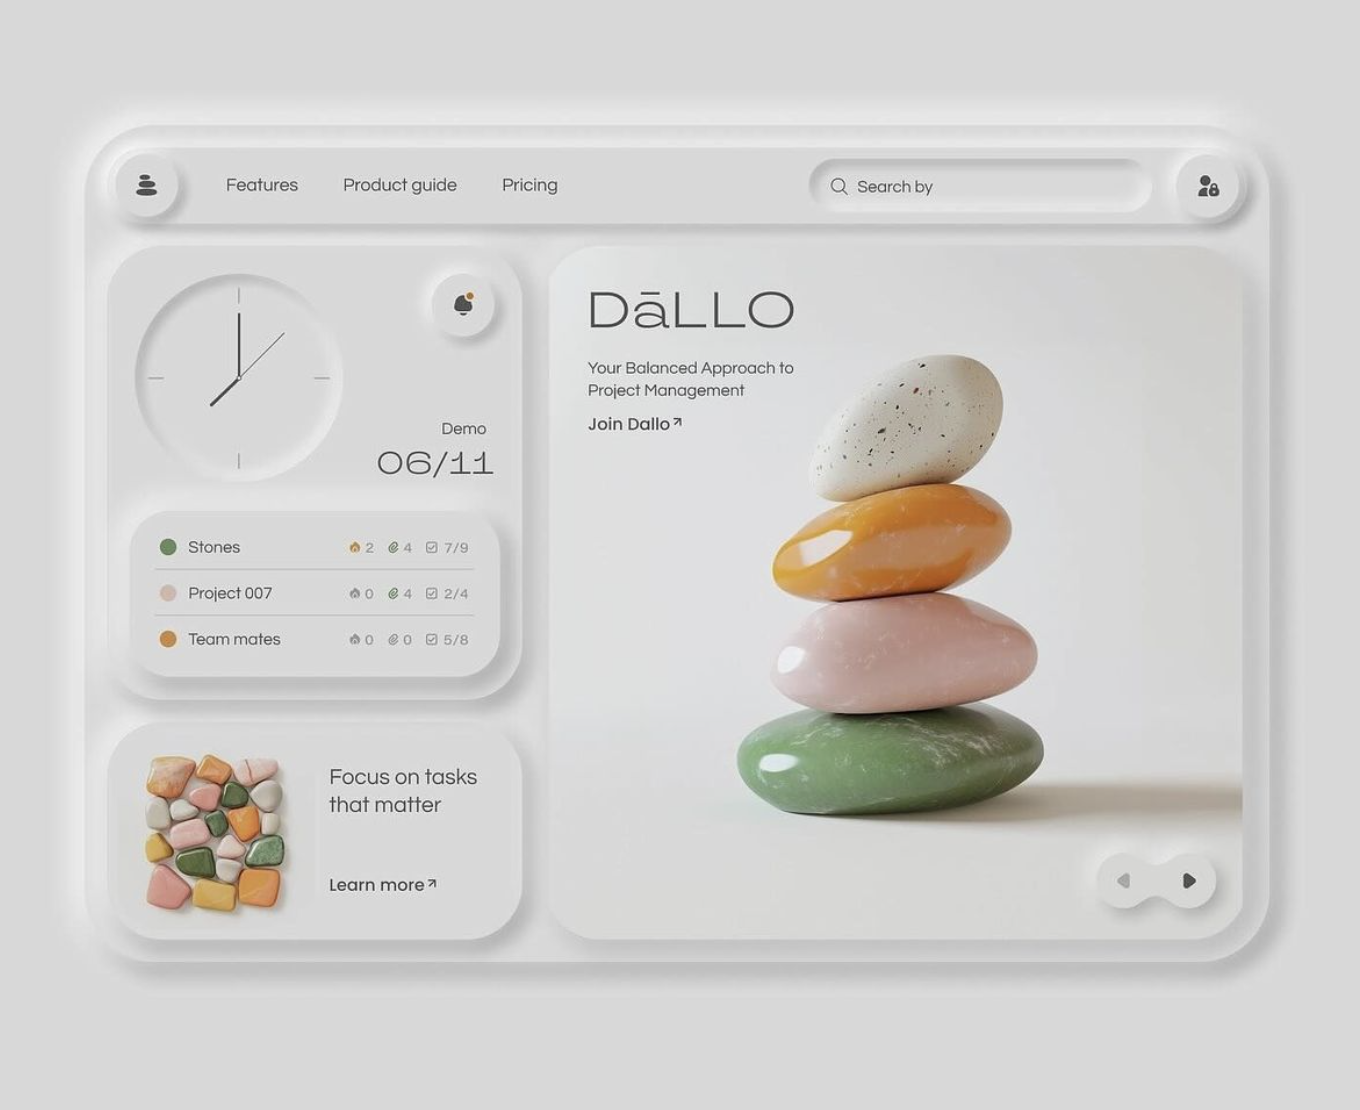 Features
Product guide
Pricing
Search by
Demo
06/11
Stones
2
4
7/9
Project 007
0
4
2/4
Team mates
0
0
5/8
Focus on tasks
that matter
Learn more
DāLLO
Your Balanced Approach to
Project Management
Join Dallo